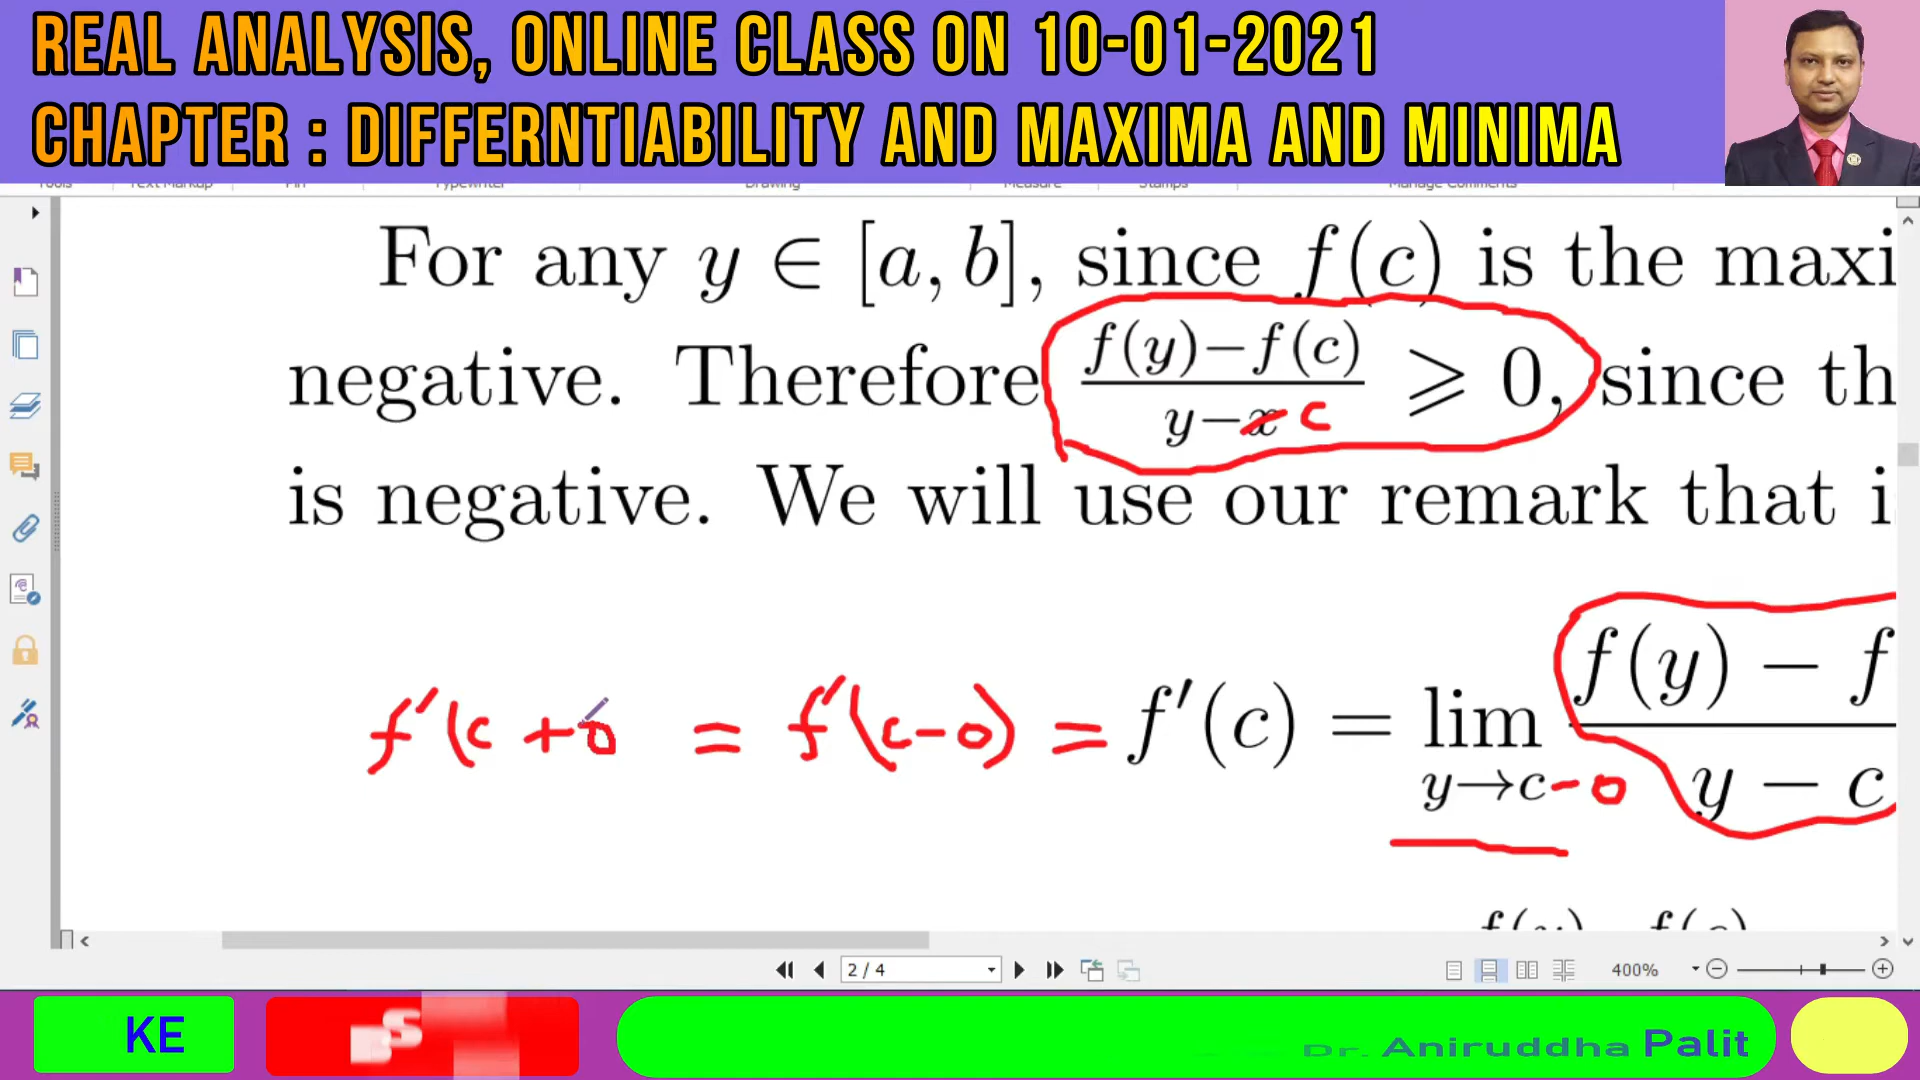 REAL ANALYSIS, ONLINE CLASS ON 10-01-2021
CHAPTER : DIFFERNTIABILITY AND MAXIMA AND MINIMA
For any y ∈ [a, b], since f(c) is the maxi
negative. Therefore f(y)−f(c) / y−x c ⩾ 0, since th
is negative. We will use our remark that i
f'(c+0 = f'(c-0) = f′(c) = lim y→c -0 f(y) − f / y − c
2 / 4
400%
KE
Dr. Aniruddha Palit